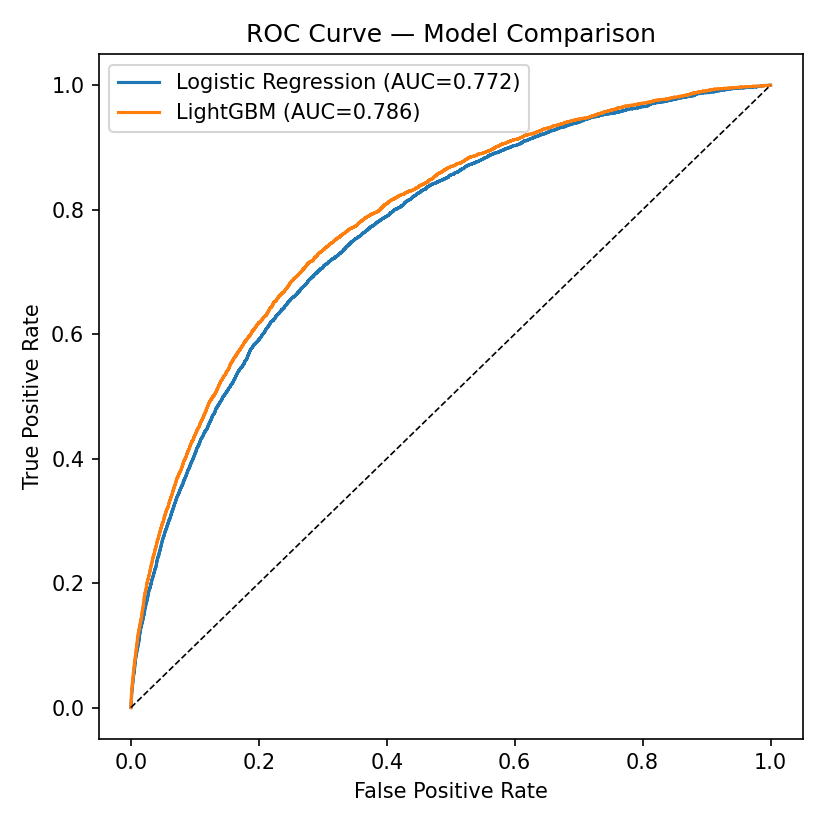 ROC Curve — Model Comparison
Logistic Regression (AUC=0.772)
LightGBM (AUC=0.786)
True Positive Rate
1.0
0.8
0.6
0.4
0.2
0.0
0.0 0.2 0.4 0.6 0.8 1.0
False Positive Rate